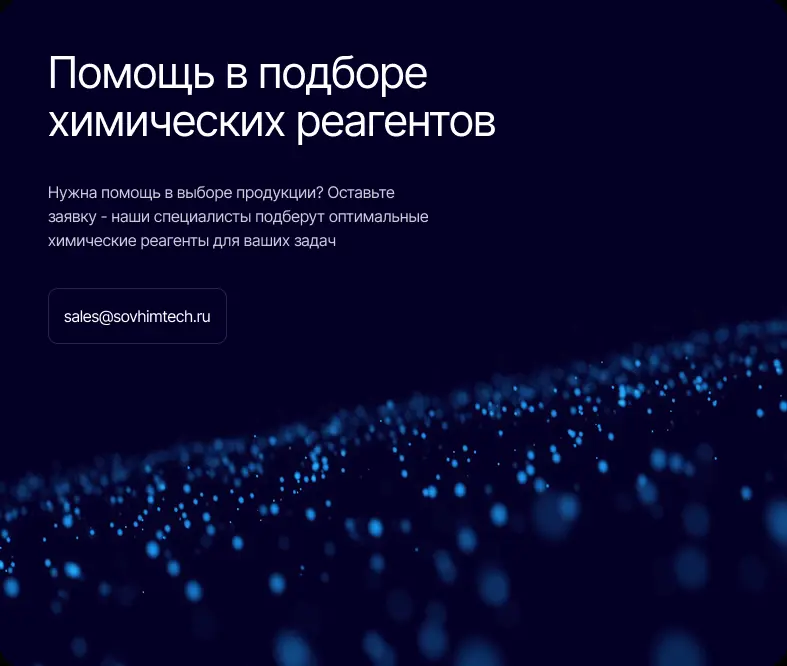 Помощь в подборе
химических реагентов
Нужна помощь в выборе продукции? Оставьте
заявку - наши специалисты подберут оптимальные
химические реагенты для ваших задач
sales@sovhimtech.ru